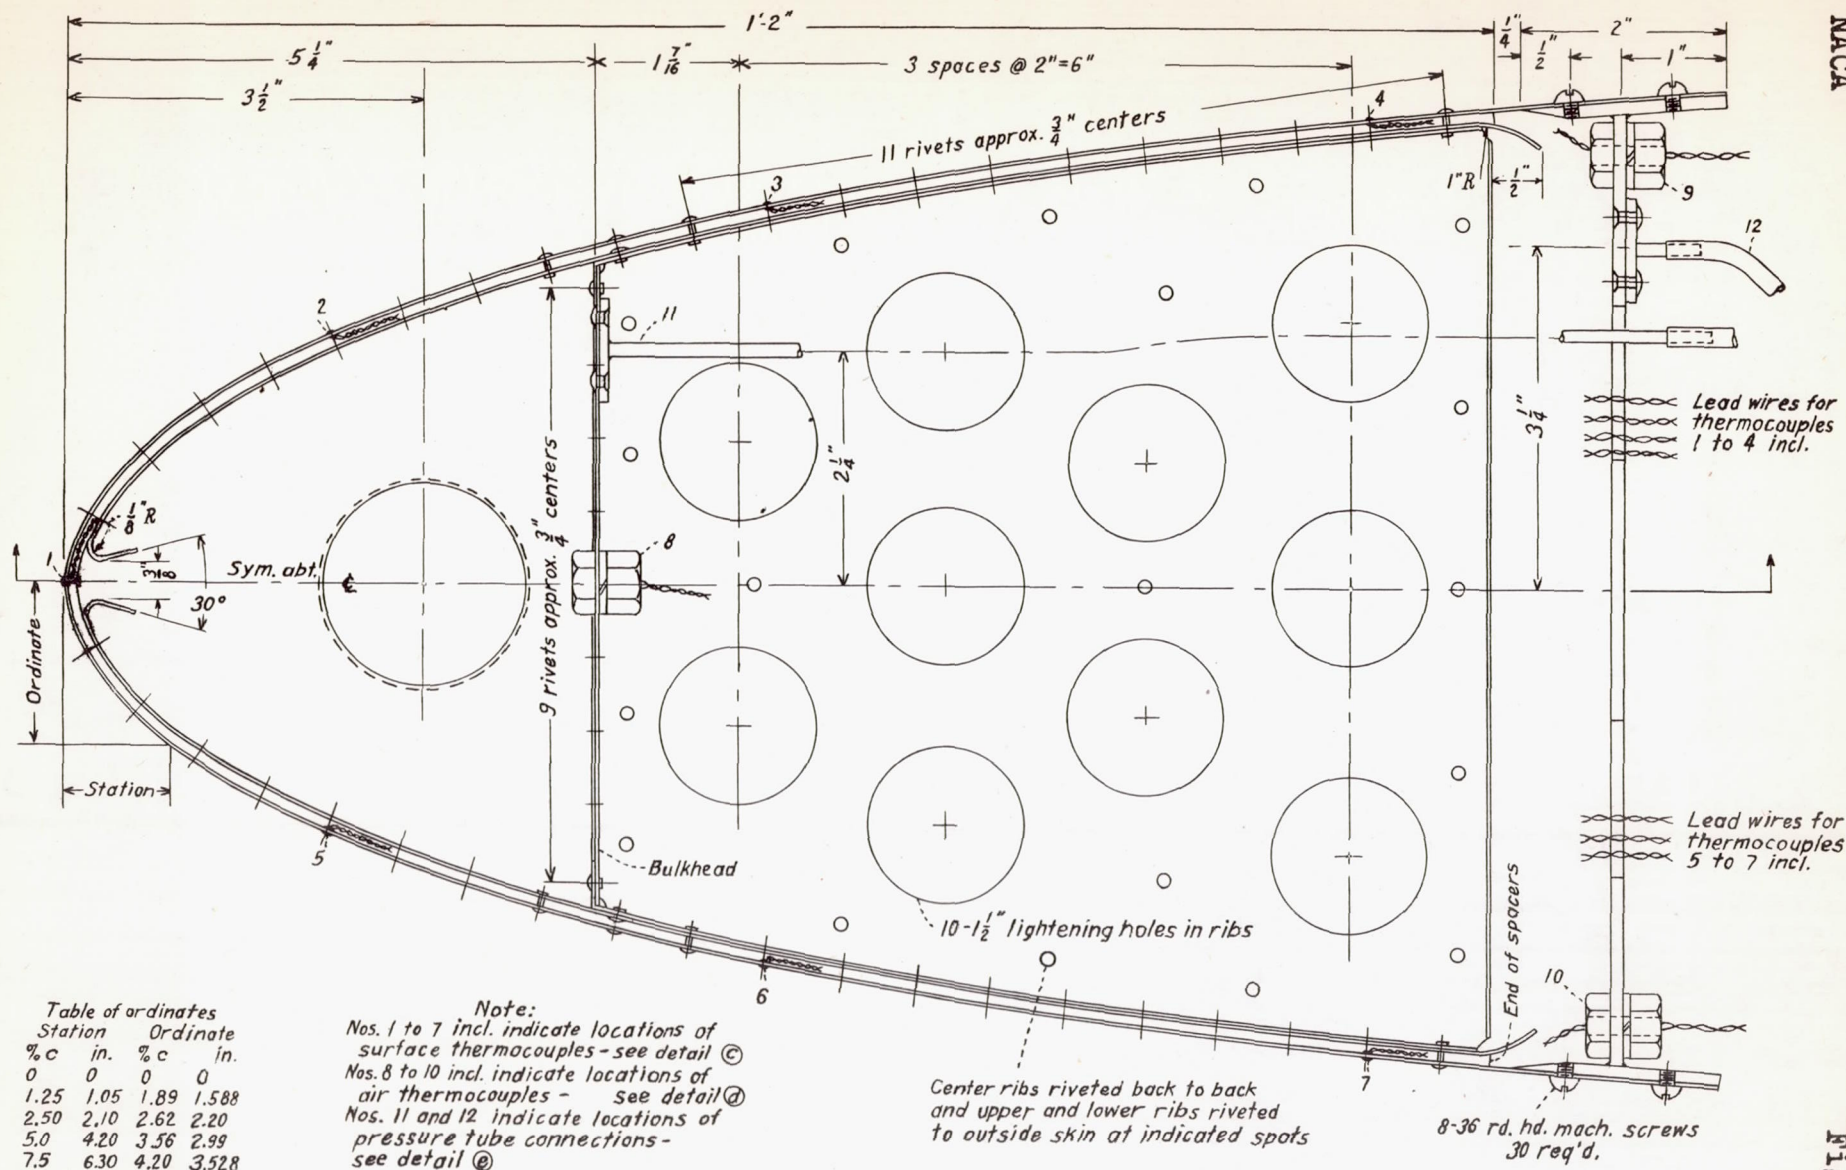 NACA
1'-2"
1/4"
2"
5 1/4"
1 7/16"
3 spaces @ 2"=6"
1/2"
1"
3 1/2"
11 rivets approx. 3/4" centers
4
3
1"R
1/2"
9
12
2
11
3 1/4"
Lead wires for
thermocouples
1 to 4 incl.
9 rivets approx. 3/4" centers
2 1/4"
1/8"R
1
3/8"
30°
Sym. abt. ℄
8
Ordinate
Station
5
Bulkhead
Lead wires for
thermocouples
5 to 7 incl.
10-1 1/2" lightening holes in ribs
End of spacers
10
6
7
Table of ordinates
Station Ordinate
% c in. % c in.
0 0 0 0
1.25 1.05 1.89 1.588
2.50 2.10 2.62 2.20
5.0 4.20 3.56 2.99
7.5 6.30 4.20 3.528
Note:
Nos. 1 to 7 incl. indicate locations of
surface thermocouples - see detail ⓒ
Nos. 8 to 10 incl. indicate locations of
air thermocouples - see detail ⓓ
Nos. 11 and 12 indicate locations of
pressure tube connections -
see detail ⓔ
Center ribs riveted back to back
and upper and lower ribs riveted
to outside skin at indicated spots
8-36 rd. hd. mach. screws
30 req'd.